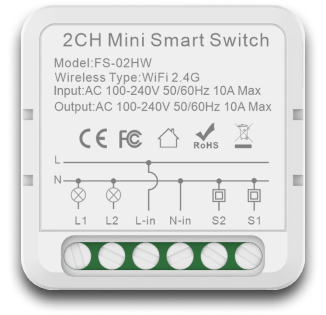 2CH Mini Smart Switch
Model:FS-02HW
Wireless Type:WiFi 2.4G
Input:AC 100-240V 50/60Hz 10A Max
Output:AC 100-240V 50/60Hz 10A Max
CE FC RoHS
L
N
L1 L2 L-in N-in S2 S1